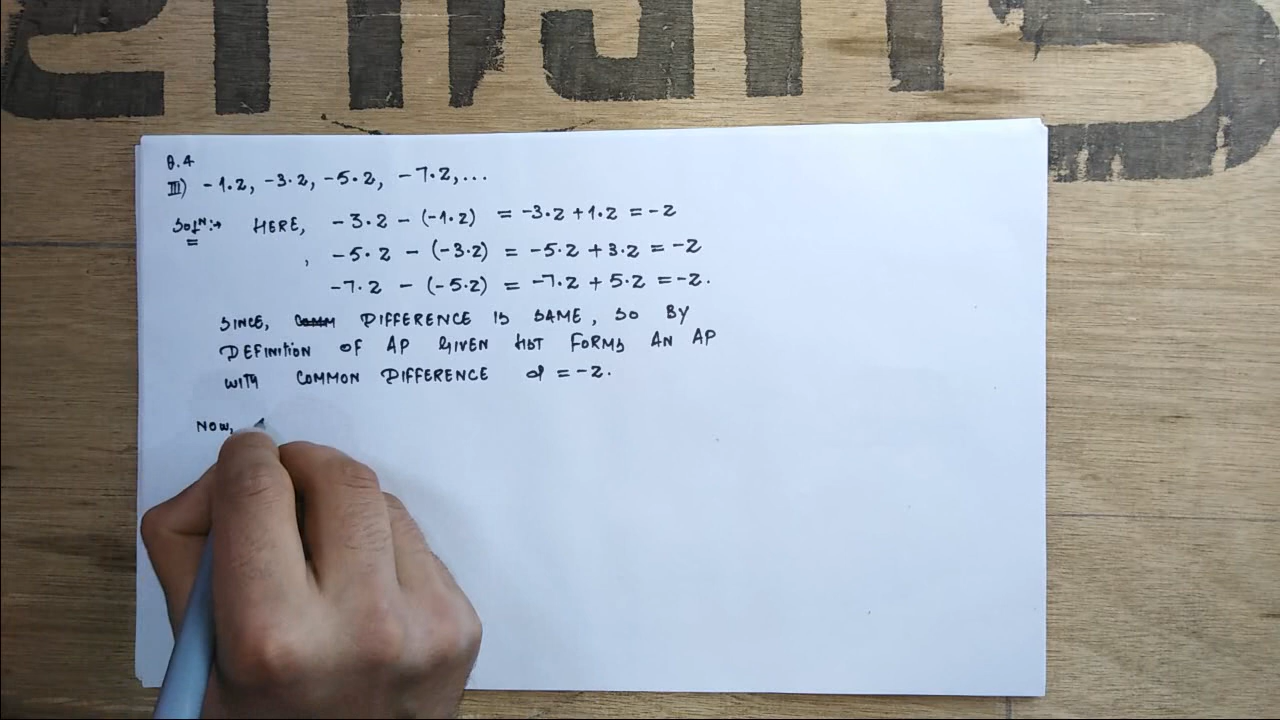 Q.4
III) -1.2, -3.2, -5.2, -7.2,...
SOLN:→ HERE, -3.2 - (-1.2) = -3.2 + 1.2 = -2
, -5.2 - (-3.2) = -5.2 + 3.2 = -2
-7.2 - (-5.2) = -7.2 + 5.2 = -2.
SINCE, DIFFERENCE IS SAME, SO BY
DEFINITION OF AP GIVEN LIST FORMS AN AP
WITH COMMON DIFFERENCE d = -2.
NOW,